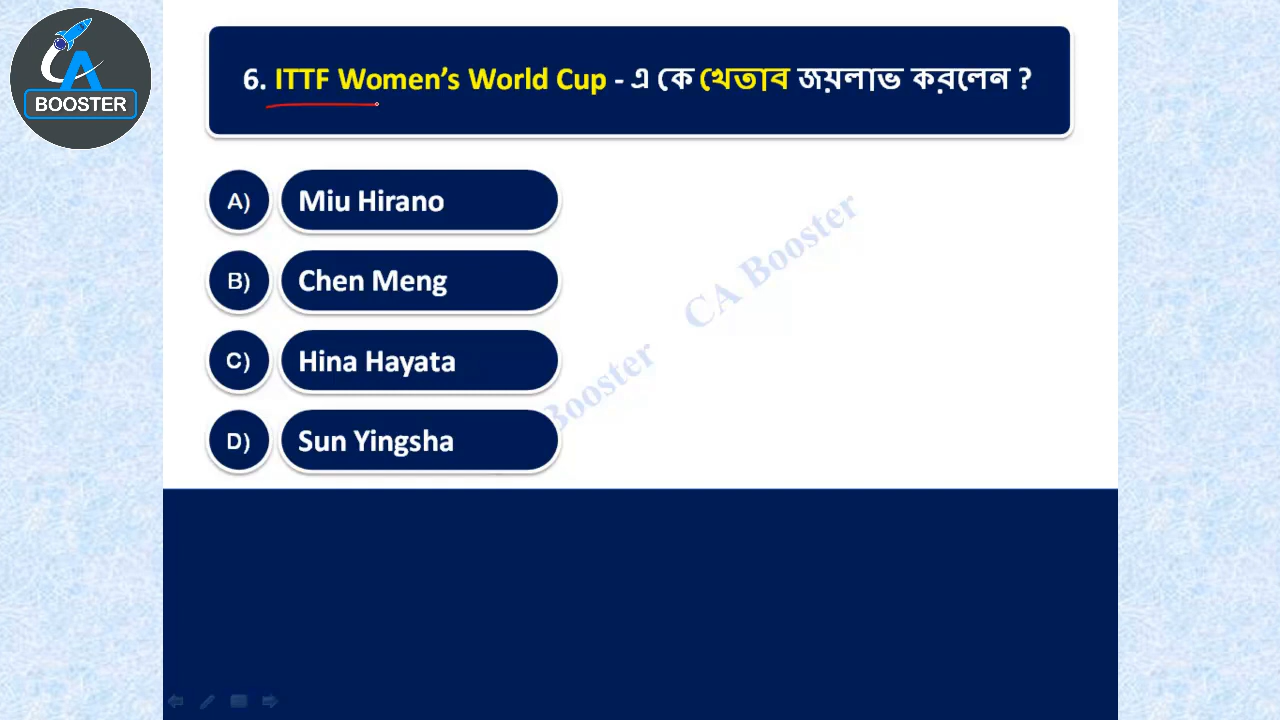 CA
BOOSTER
6. ITTF Women's World Cup - এ কে খেতাব জয়লাভ করলেন ?
A) Miu Hirano
B) Chen Meng
C) Hina Hayata
D) Sun Yingsha
CA Booster
Booster